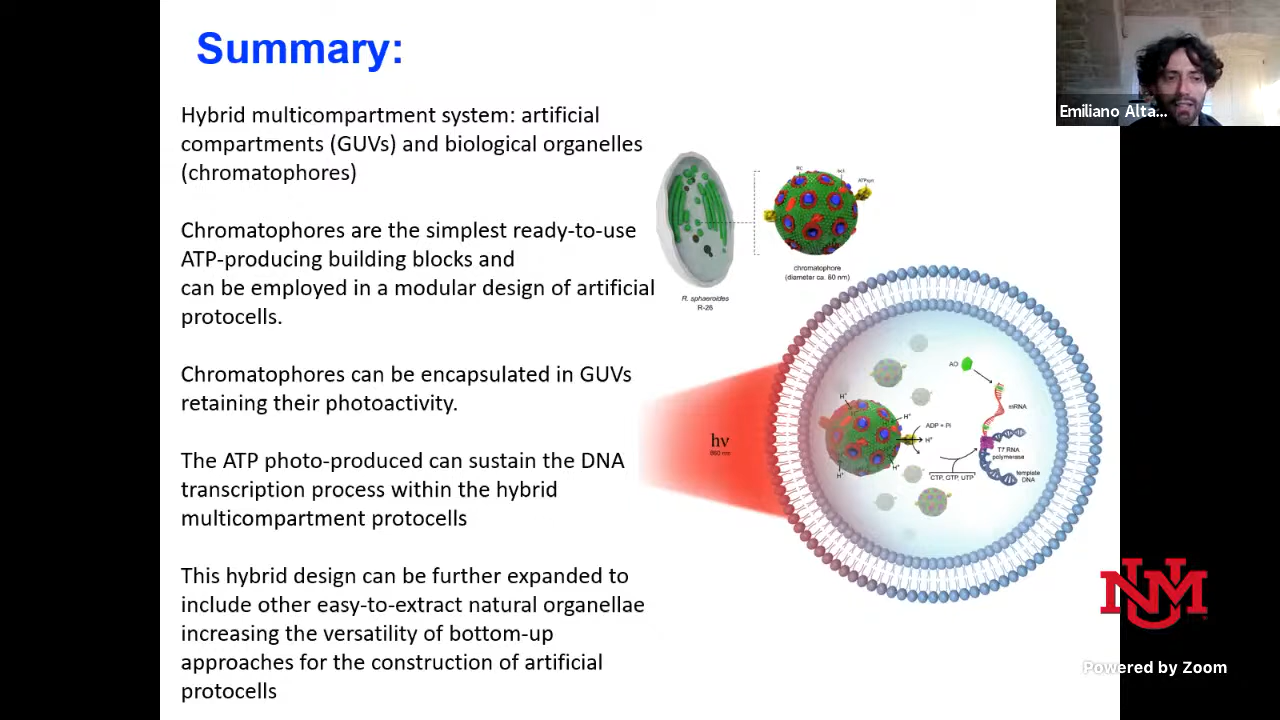 Summary:
Hybrid multicompartment system: artificial
compartments (GUVs) and biological organelles
(chromatophores)
Chromatophores are the simplest ready-to-use
ATP-producing building blocks and
can be employed in a modular design of artificial
protocells.
Chromatophores can be encapsulated in GUVs
retaining their photoactivity.
The ATP photo-produced can sustain the DNA
transcription process within the hybrid
multicompartment protocells
This hybrid design can be further expanded to
include other easy-to-extract natural organellae
increasing the versatility of bottom-up
approaches for the construction of artificial
protocells
R. sphaeroides
R-26
chromatophore
(diameter ca. 60 nm)
hν
AO
mRNA
T7 RNA
polymerase
template
DNA
H⁺
H⁺
H⁺
H⁺
H⁺
ADP + Pi
CTP, GTP, UTP
Emiliano Alta...
UNM
Powered by Zoom